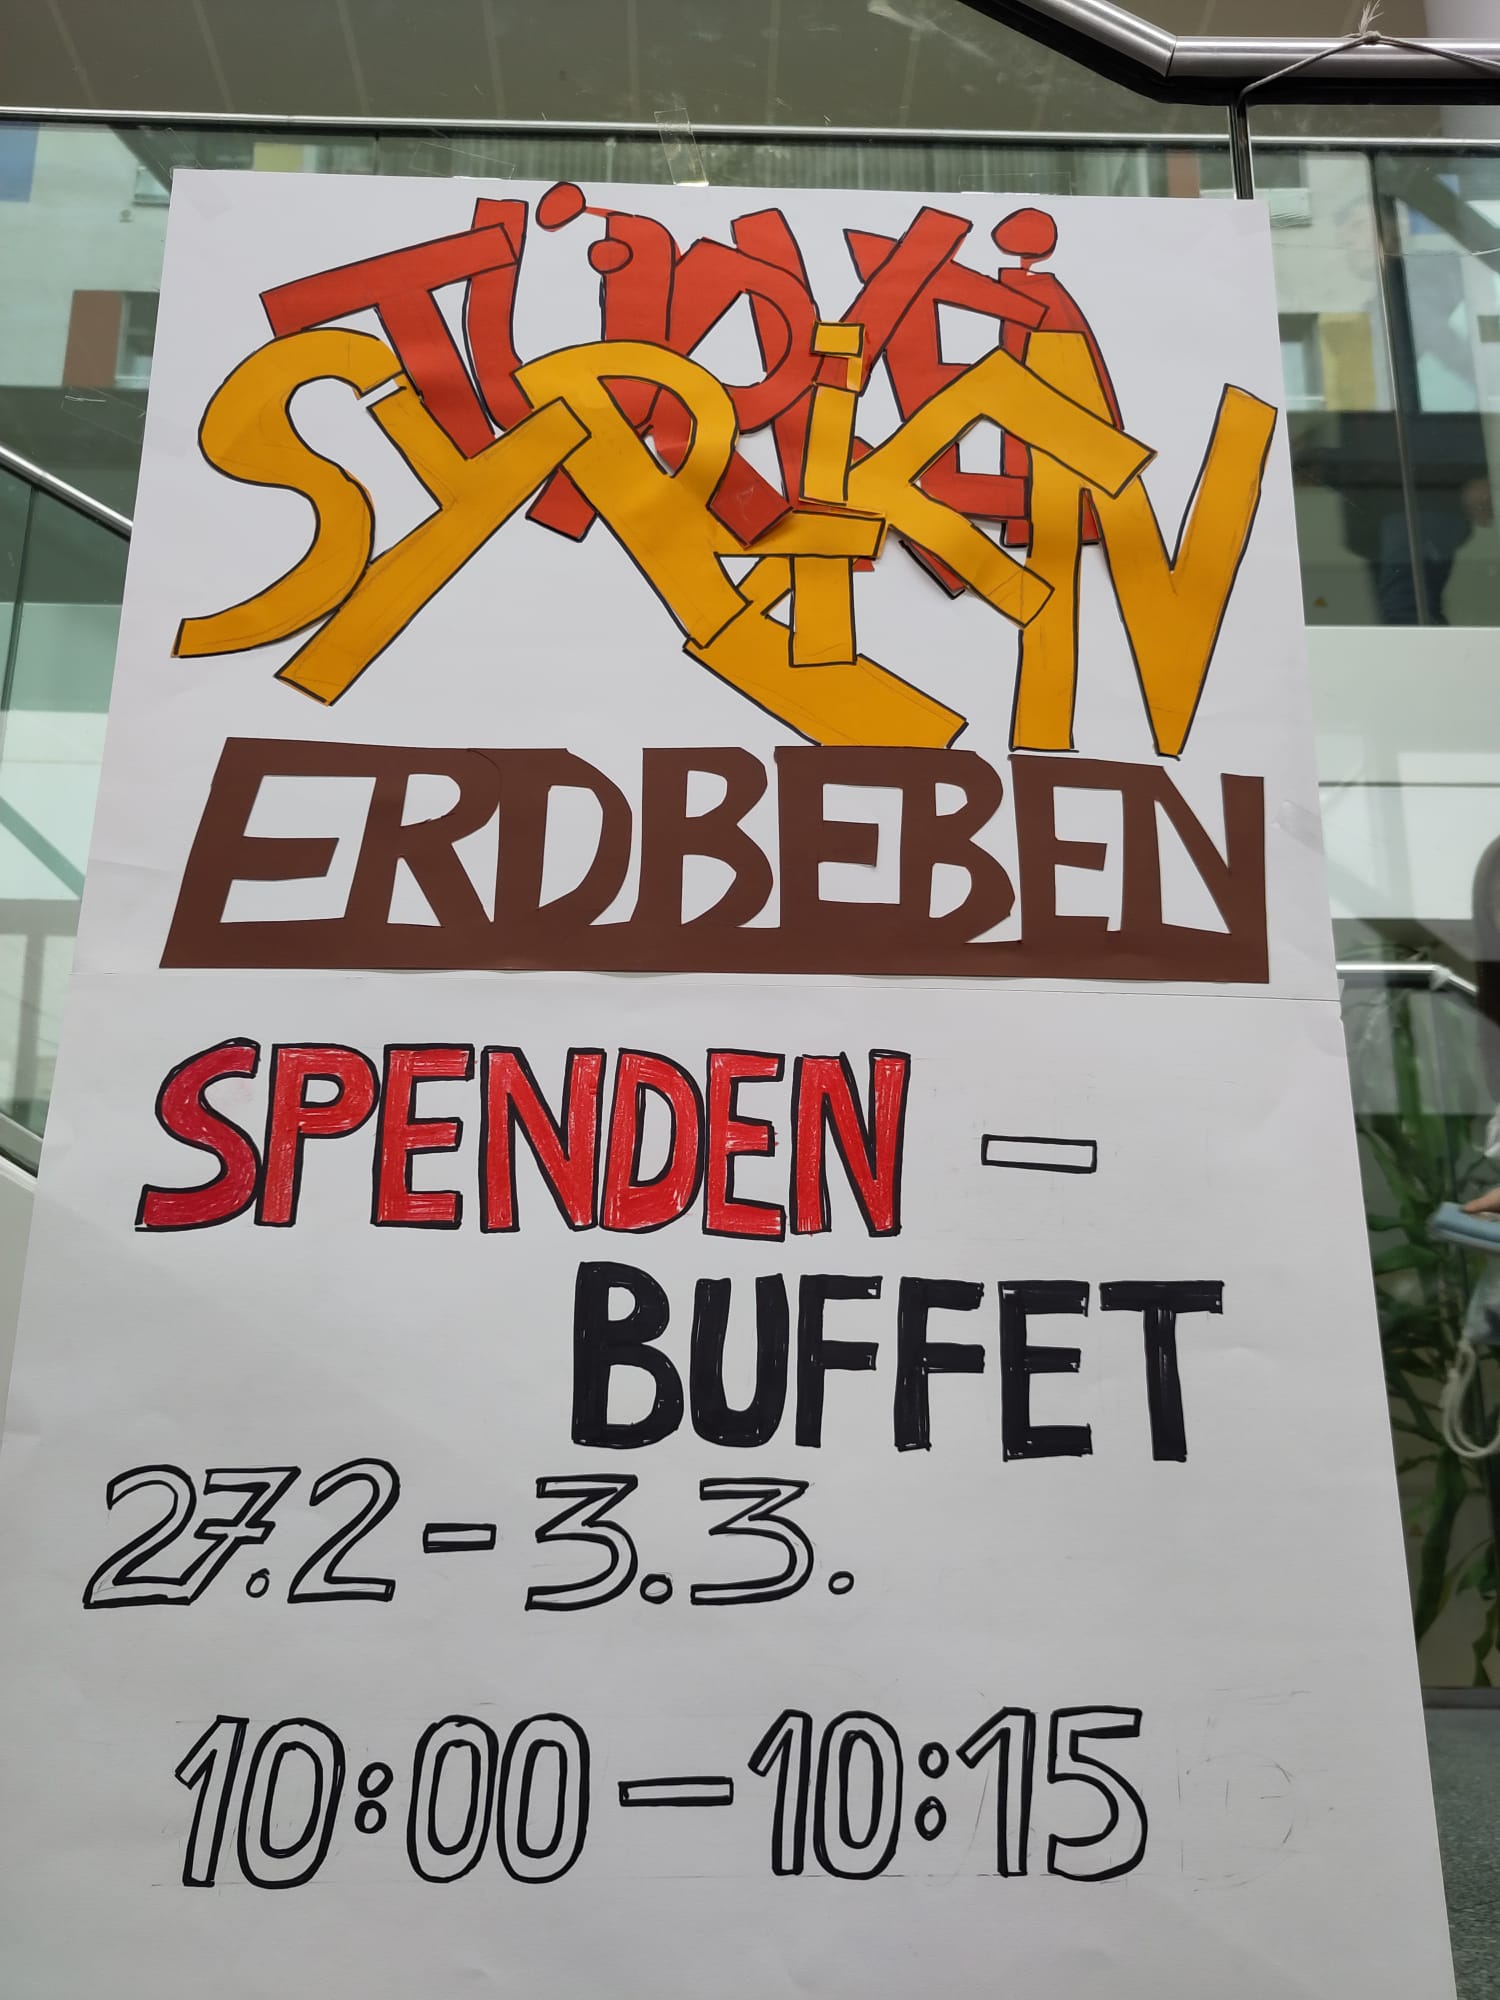 TÜRKEi
SYRiEN
ERDBEBEN
SPENDEN -
BUFFET
27.2 - 3.3.
10:00 - 10:15